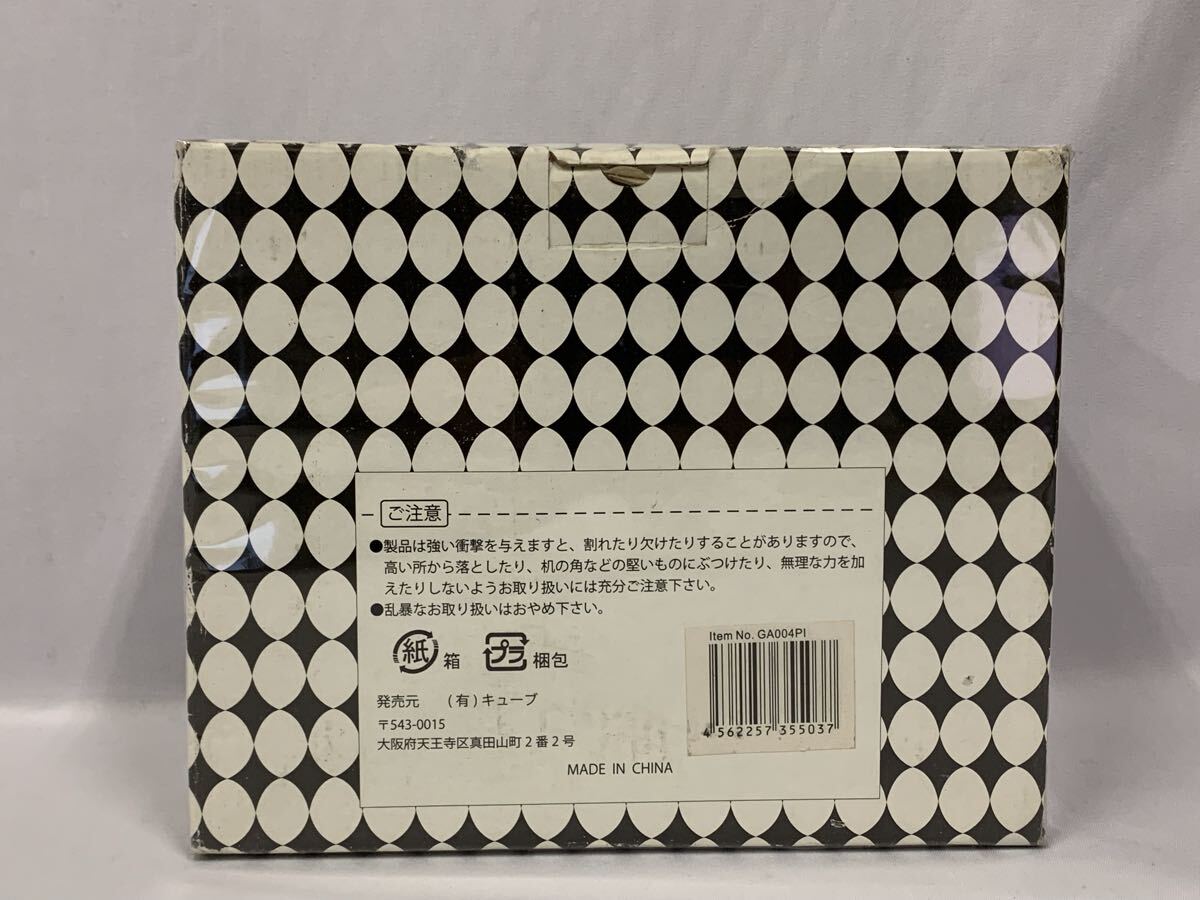 ご注意
●製品は強い衝撃を与えますと、割れたり欠けたりすることがありますので、
高い所から落としたり、机の角などの堅いものにぶつけたり、無理な力を加
えたりしないようお取り扱いには充分ご注意下さい。
●乱暴なお取り扱いはおやめ下さい。
紙 箱 プラ 梱包
発売元 (有)キューブ
〒543-0015
大阪府天王寺区真田山町2番2号
MADE IN CHINA
Item No. GA004PI
4 562257 355037